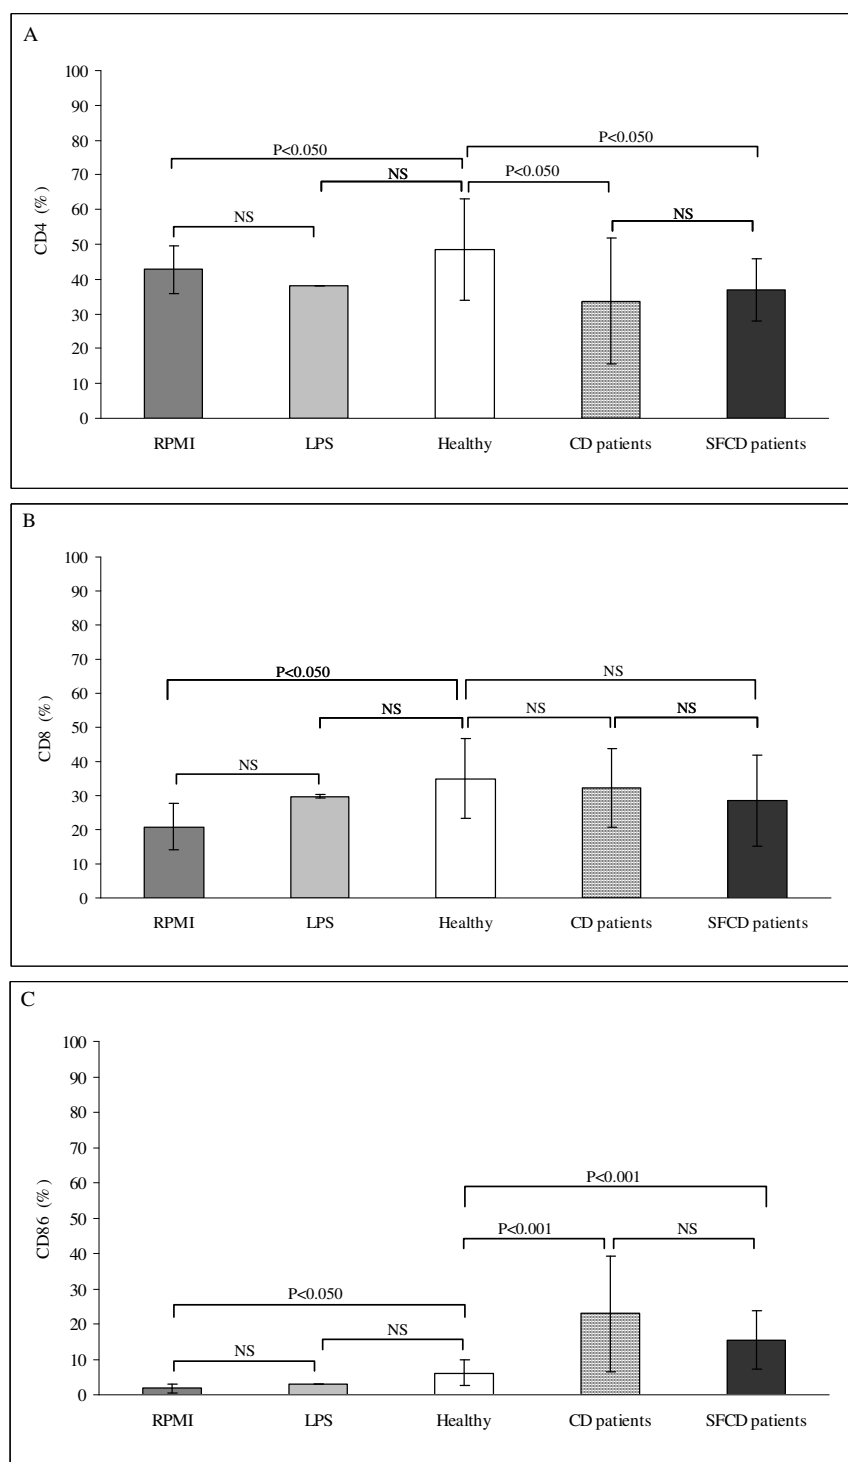 A
100
90
80
P<0.050
P<0.050
70
NS
P<0.050
60
CD4 (%)
NS
NS
50
40
30
20
10
0
RPMI LPS Healthy CD patients SFCD patients
B
100
90
80
70
P<0.050
NS
60
NS
NS
NS
50
CD8 (%)
40
NS
30
20
10
0
RPMI LPS Healthy CD patients SFCD patients
C
100
90
80
70
60
P<0.001
50
CD86 (%)
P<0.001
NS
40
30
P<0.050
20
NS
NS
10
0
RPMI LPS Healthy CD patients SFCD patients